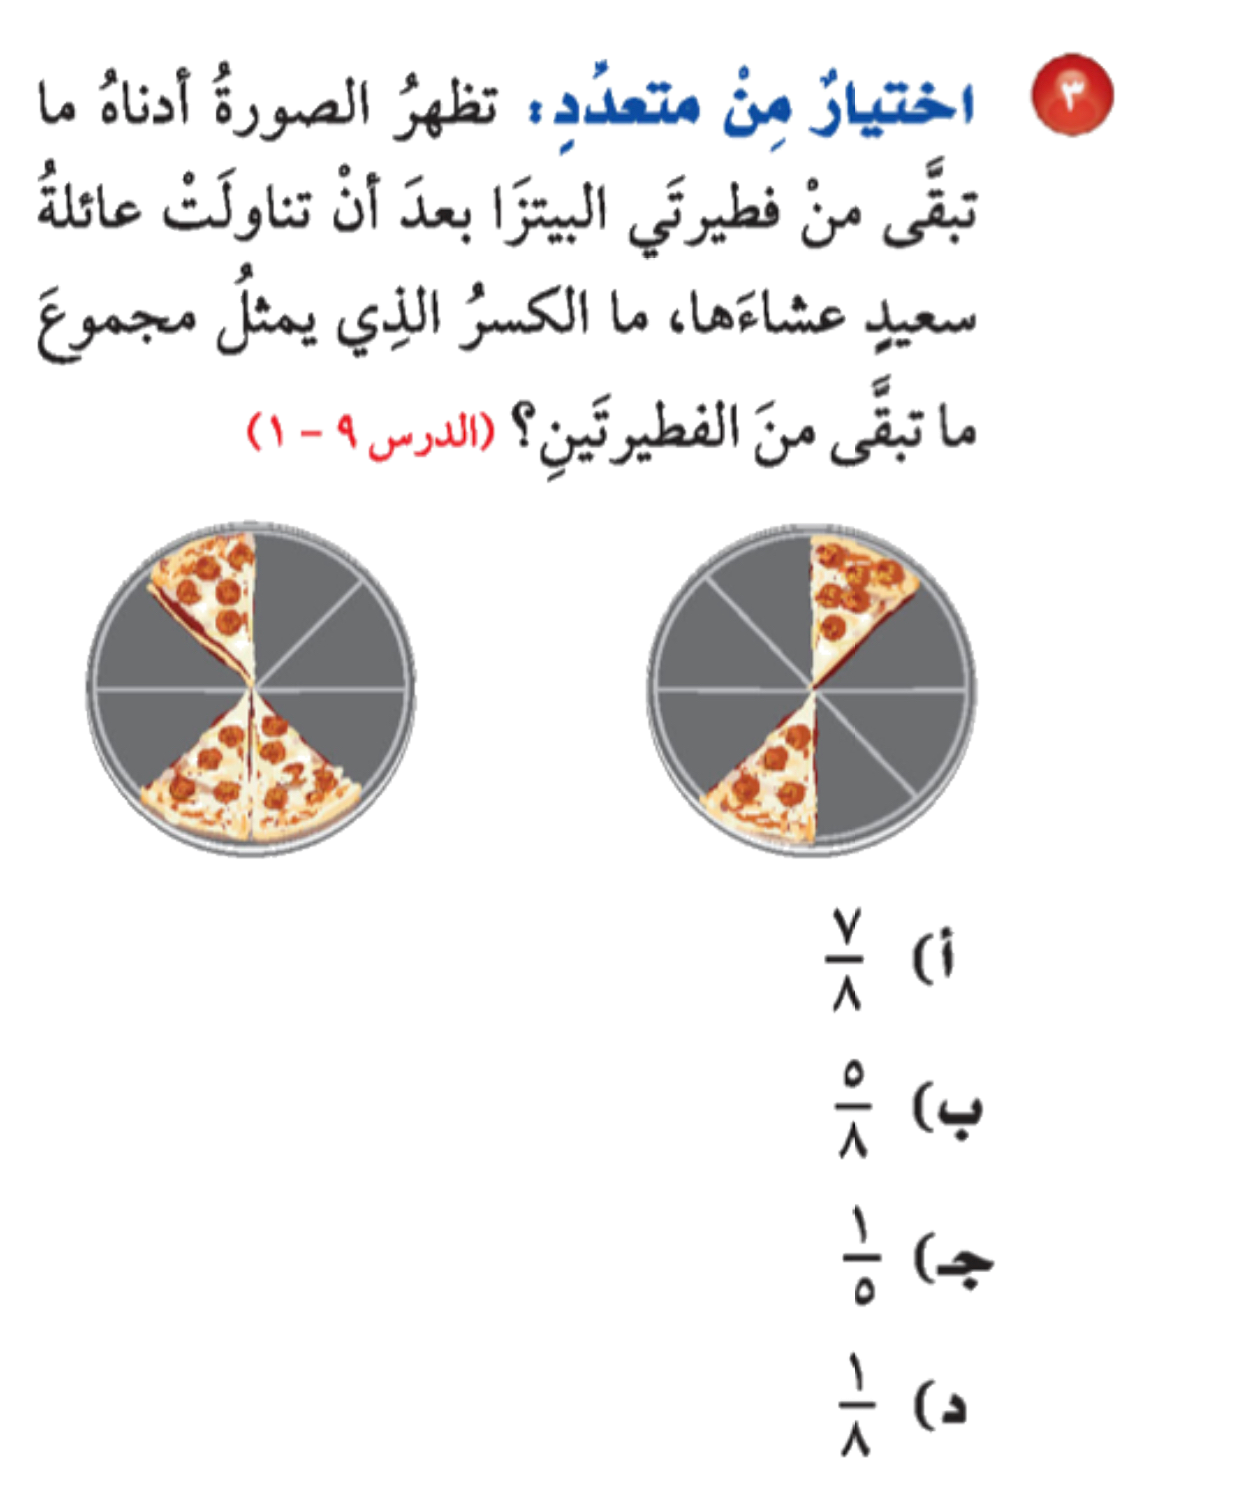 ٣ اختيارٌ مِنْ متعدِّدٍ: تظهرُ الصورةُ أدناهُ ما
تبقَّى منْ فطيرتَي البيتزَا بعدَ أنْ تناولَتْ عائلةُ
سعيدٍ عشاءَها، ما الكسرُ الذِي يمثلُ مجموعَ
ما تبقَّى منَ الفطيرتَينِ؟ (الدرس ٩ – ١)
أ) ٧/٨
ب) ٥/٨
جـ) ١/٥
د) ١/٨